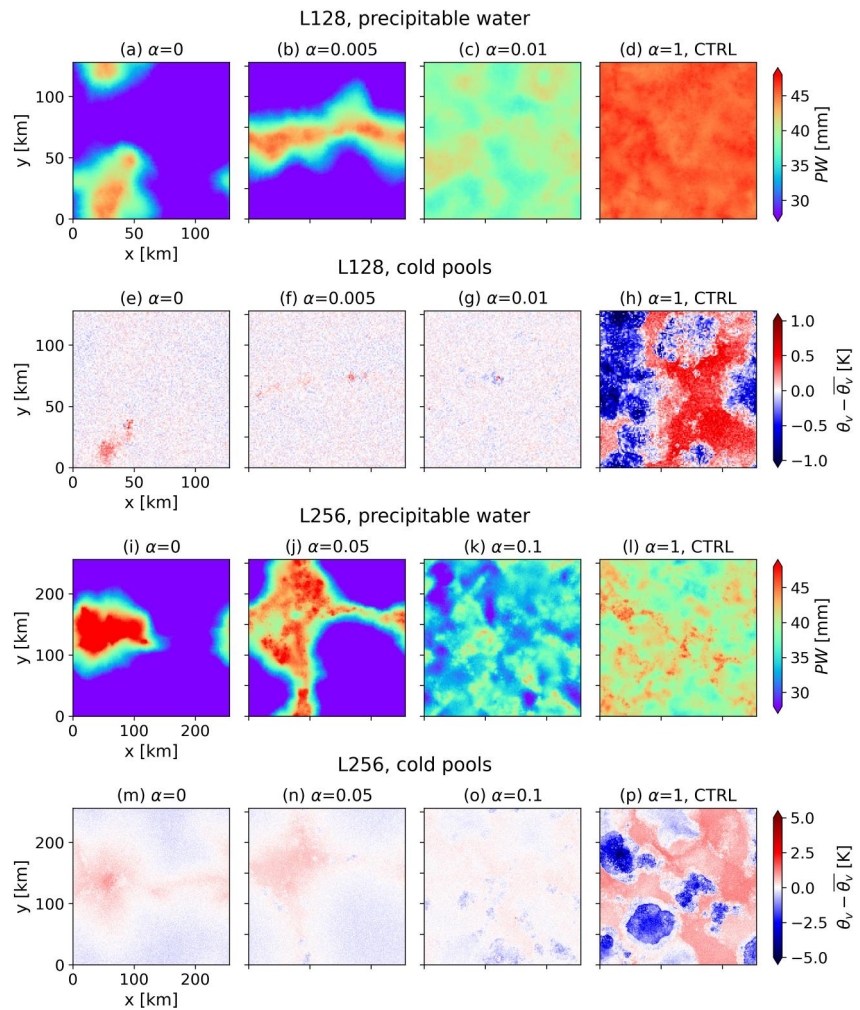 L128, precipitable water
(a) α=0
(b) α=0.005
(c) α=0.01
(d) α=1, CTRL
y [km]
100
50
0
0 50 100
x [km]
45
40
35
30
PW [mm]
L128, cold pools
(e) α=0
(f) α=0.005
(g) α=0.01
(h) α=1, CTRL
y [km]
100
50
0
0 50 100
x [km]
1.0
0.5
0.0
−0.5
−1.0
θv − θv [K]
L256, precipitable water
(i) α=0
(j) α=0.05
(k) α=0.1
(l) α=1, CTRL
y [km]
200
100
0
0 100 200
x [km]
45
40
35
30
PW [mm]
L256, cold pools
(m) α=0
(n) α=0.05
(o) α=0.1
(p) α=1, CTRL
y [km]
200
100
0
0 100 200
x [km]
5.0
2.5
0.0
−2.5
−5.0
θv − θv [K]